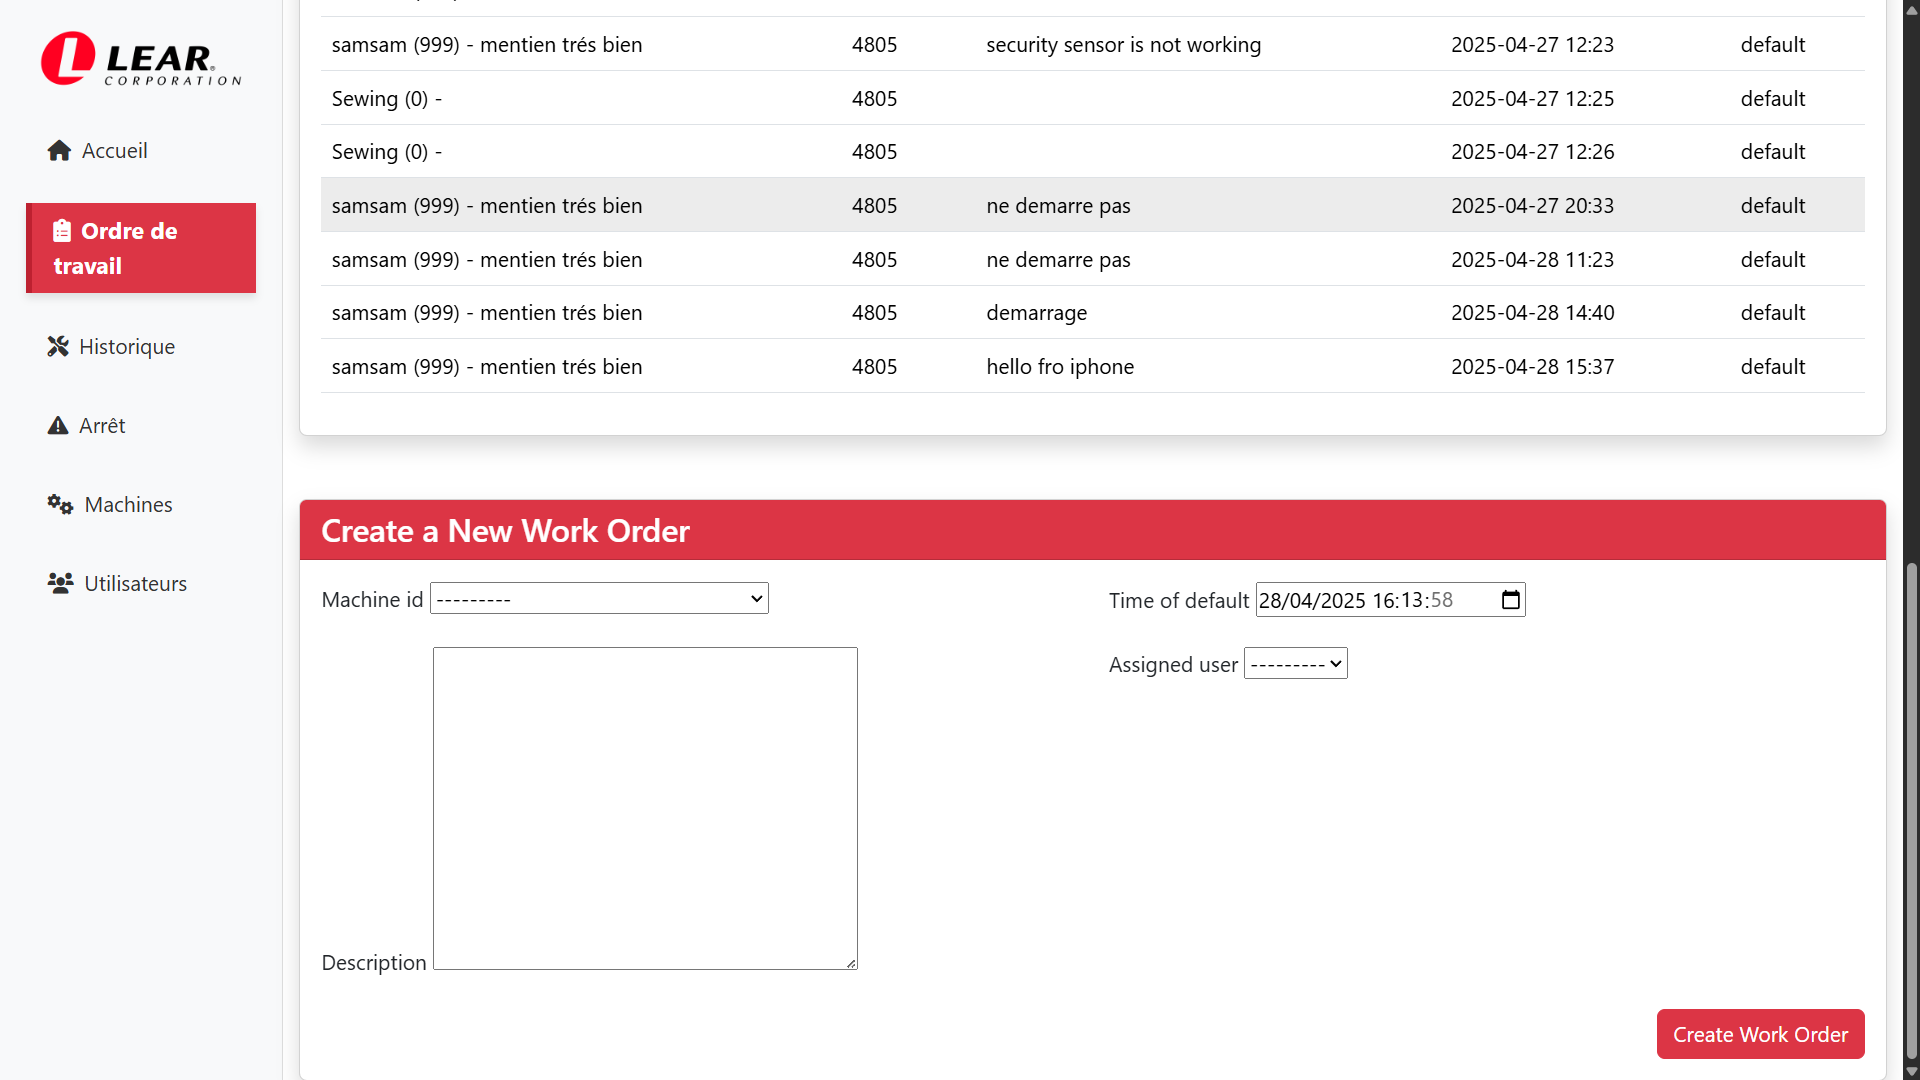 LEAR.
CORPORATION
Accueil
Ordre de
travail
Historique
Arrêt
Machines
Utilisateurs
samsam (999) - mentien trés bien 4805 security sensor is not working 2025-04-27 12:23 default
Sewing (0) - 4805 2025-04-27 12:25 default
Sewing (0) - 4805 2025-04-27 12:26 default
samsam (999) - mentien trés bien 4805 ne demarre pas 2025-04-27 20:33 default
samsam (999) - mentien trés bien 4805 ne demarre pas 2025-04-28 11:23 default
samsam (999) - mentien trés bien 4805 demarrage 2025-04-28 14:40 default
samsam (999) - mentien trés bien 4805 hello fro iphone 2025-04-28 15:37 default
Create a New Work Order
Machine id ---------
Time of default 28/04/2025 16:13:58
Assigned user ---------
Description
Create Work Order